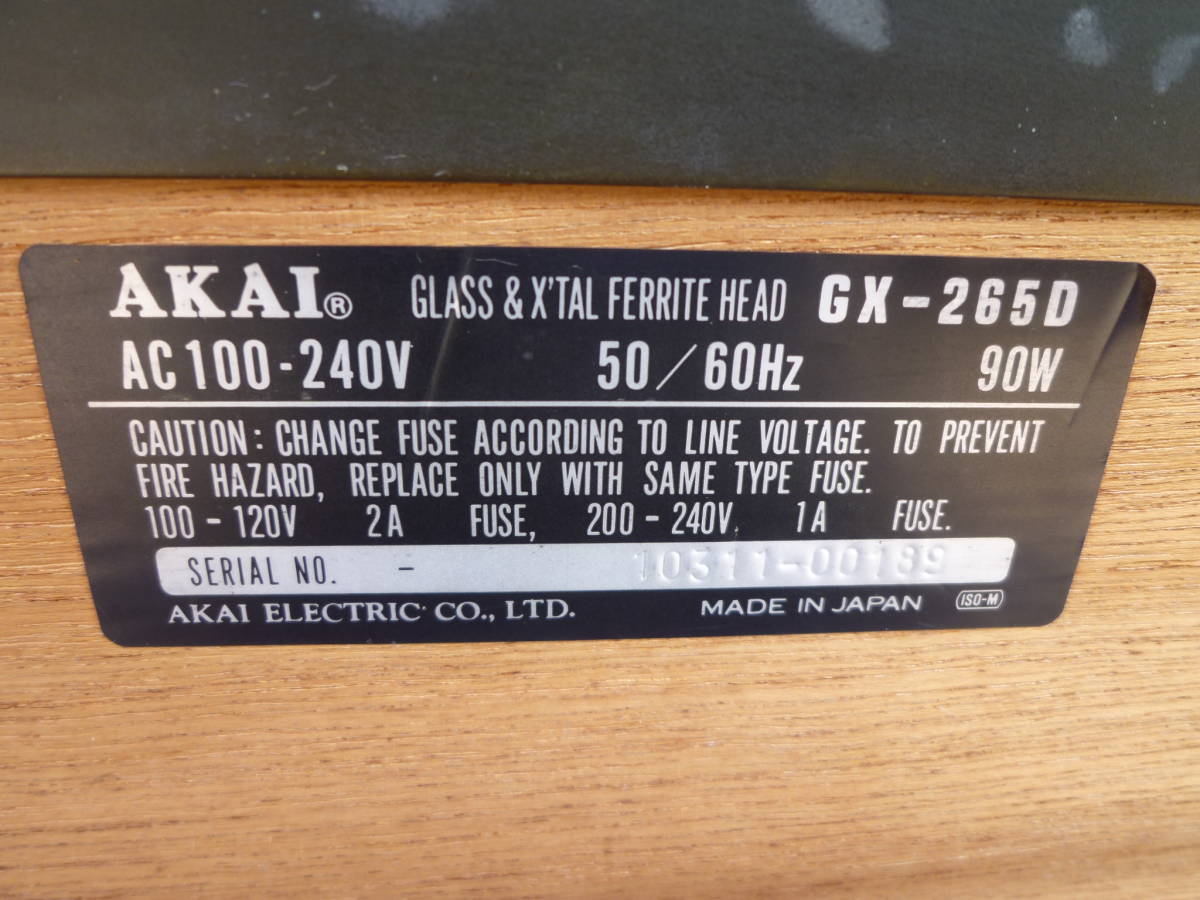 AKAI® GLASS & X'TAL FERRITE HEAD GX-265D
AC 100-240V 50/60Hz 90W
CAUTION: CHANGE FUSE ACCORDING TO LINE VOLTAGE. TO PREVENT
FIRE HAZARD, REPLACE ONLY WITH SAME TYPE FUSE.
100-120V 2A FUSE, 200-240V 1A FUSE.
SERIAL NO. - 10311-00189
AKAI ELECTRIC CO., LTD. MADE IN JAPAN ISO-M